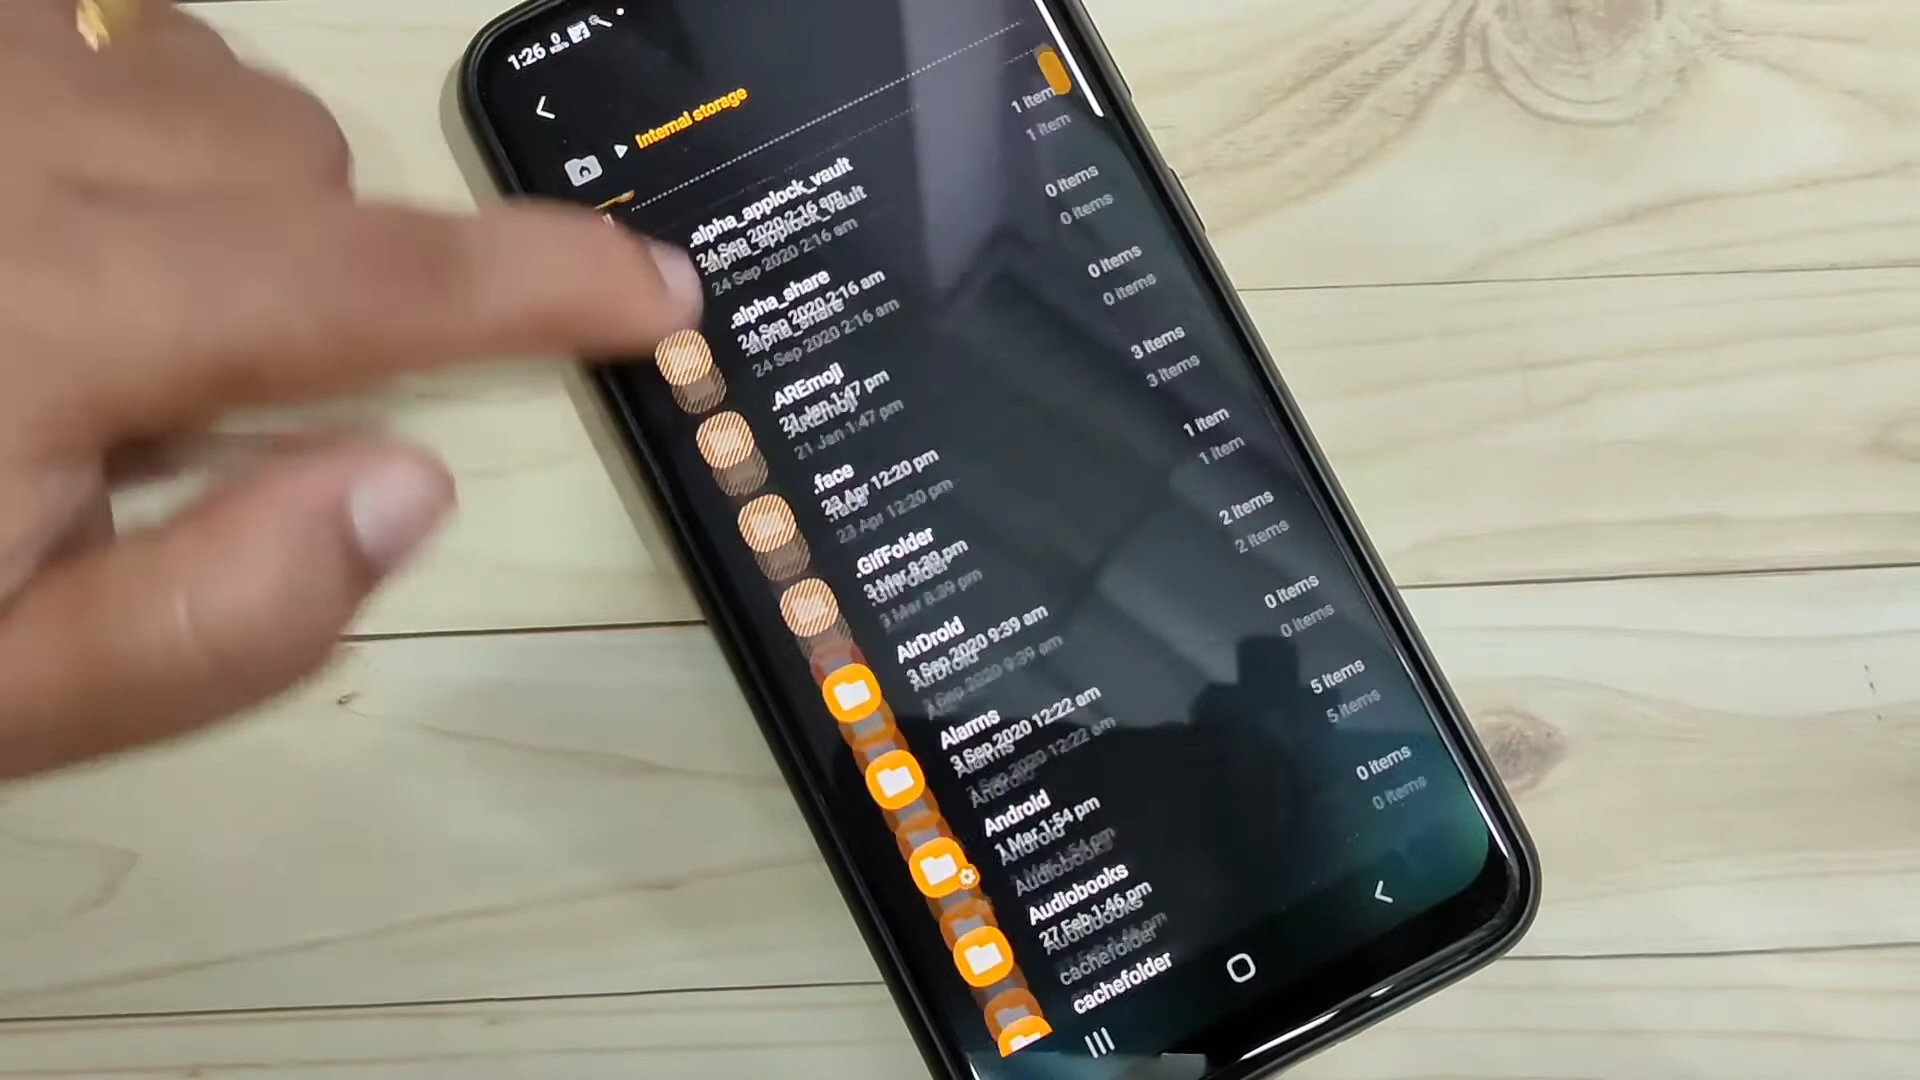 1:26 0 KB/s
Internal storage
.alpha_applock_vault
24 Sep 2020 2:16 am
1 item
.alpha_share
24 Sep 2020 2:16 am
0 items
.AREmoji
21 Jan 1:47 pm
0 items
.face
23 Apr 12:20 pm
3 items
.GifFolder
3 Mar 8:39 pm
1 item
AirDroid
3 Sep 2020 9:39 am
2 items
Alarms
3 Sep 2020 12:22 am
0 items
Android
1 Mar 1:54 pm
5 items
Audiobooks
27 Feb 1:46 pm
0 items
cachefolder